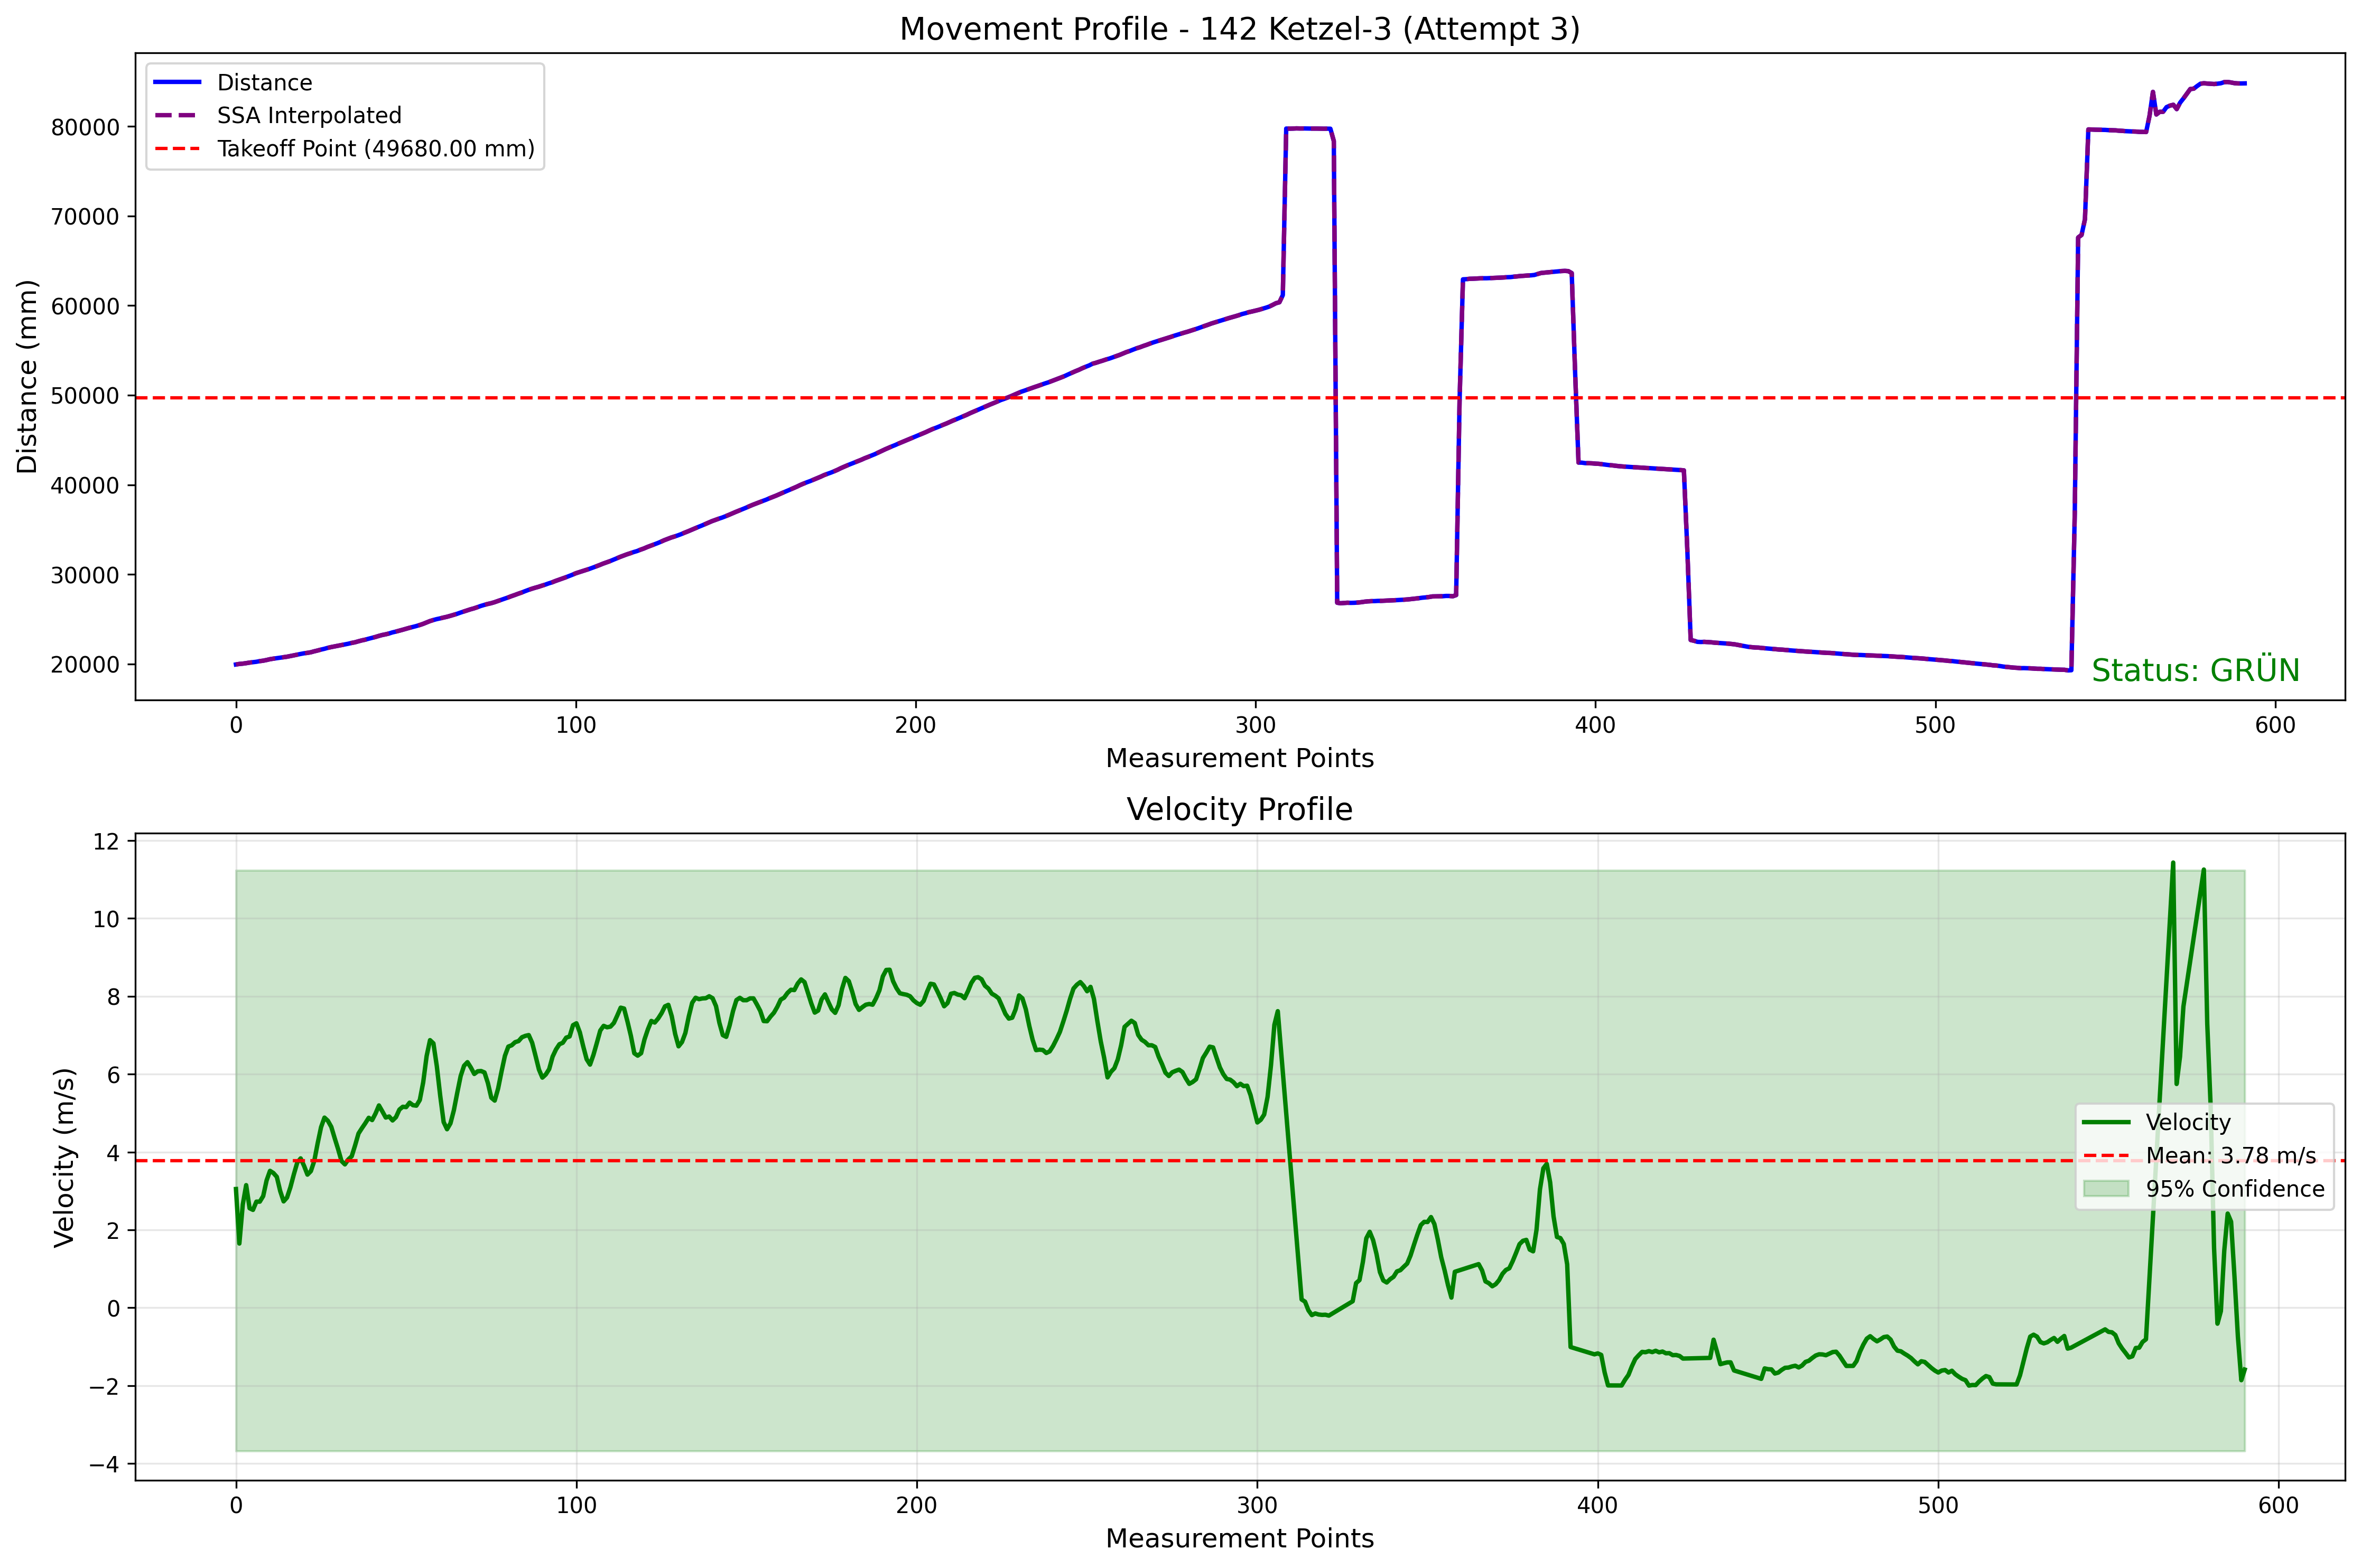 Movement Profile - 142 Ketzel-3 (Attempt 3)
Distance
SSA Interpolated
Takeoff Point (49680.00 mm)
Distance (mm)
80000
70000
60000
50000
40000
30000
20000
Status: GRÜN
0 100 200 300 400 500 600
Measurement Points
Velocity Profile
Velocity (m/s)
12
10
8
6
4
2
0
−2
−4
Velocity
Mean: 3.78 m/s
95% Confidence
0 100 200 300 400 500 600
Measurement Points